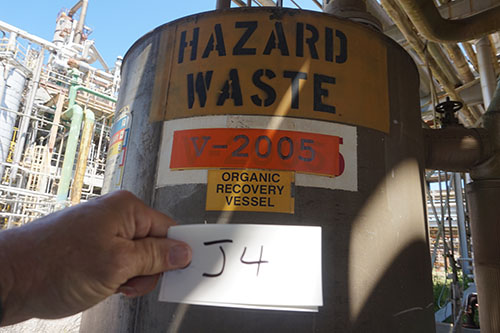 HAZARD
WASTE
V-2005
ORGANIC
RECOVERY
VESSEL
J4